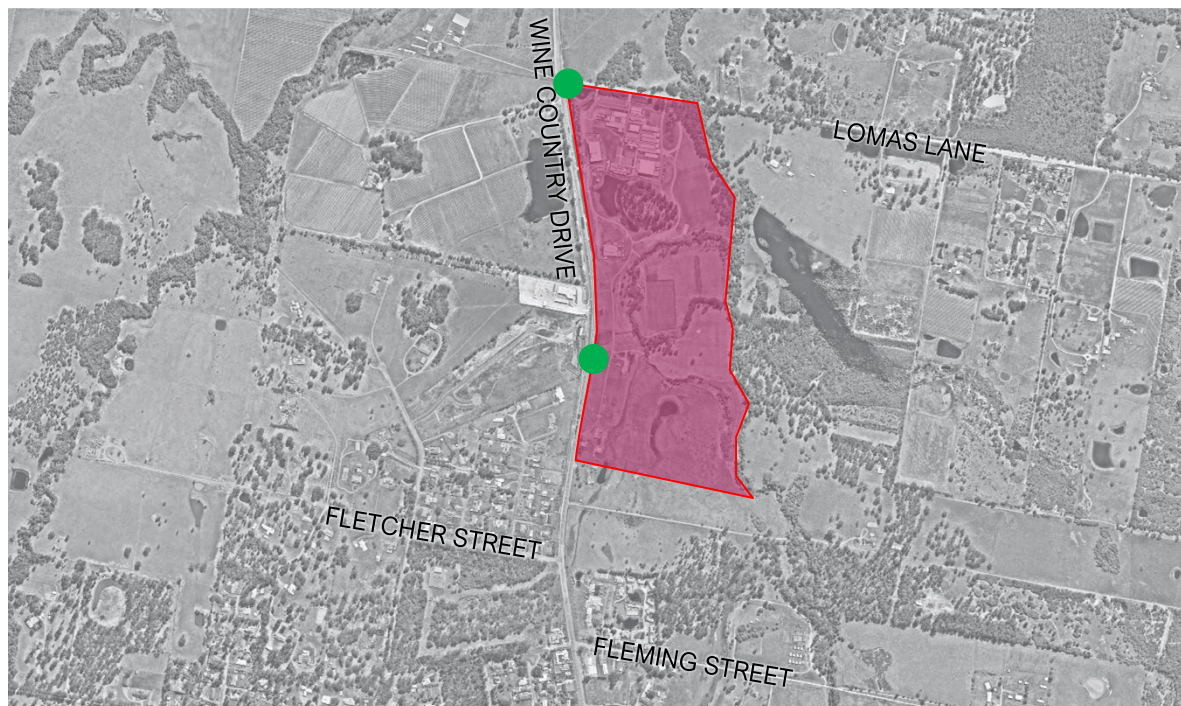 WINE COUNTRY DRIVE
LOMAS LANE
FLETCHER STREET
FLEMING STREET